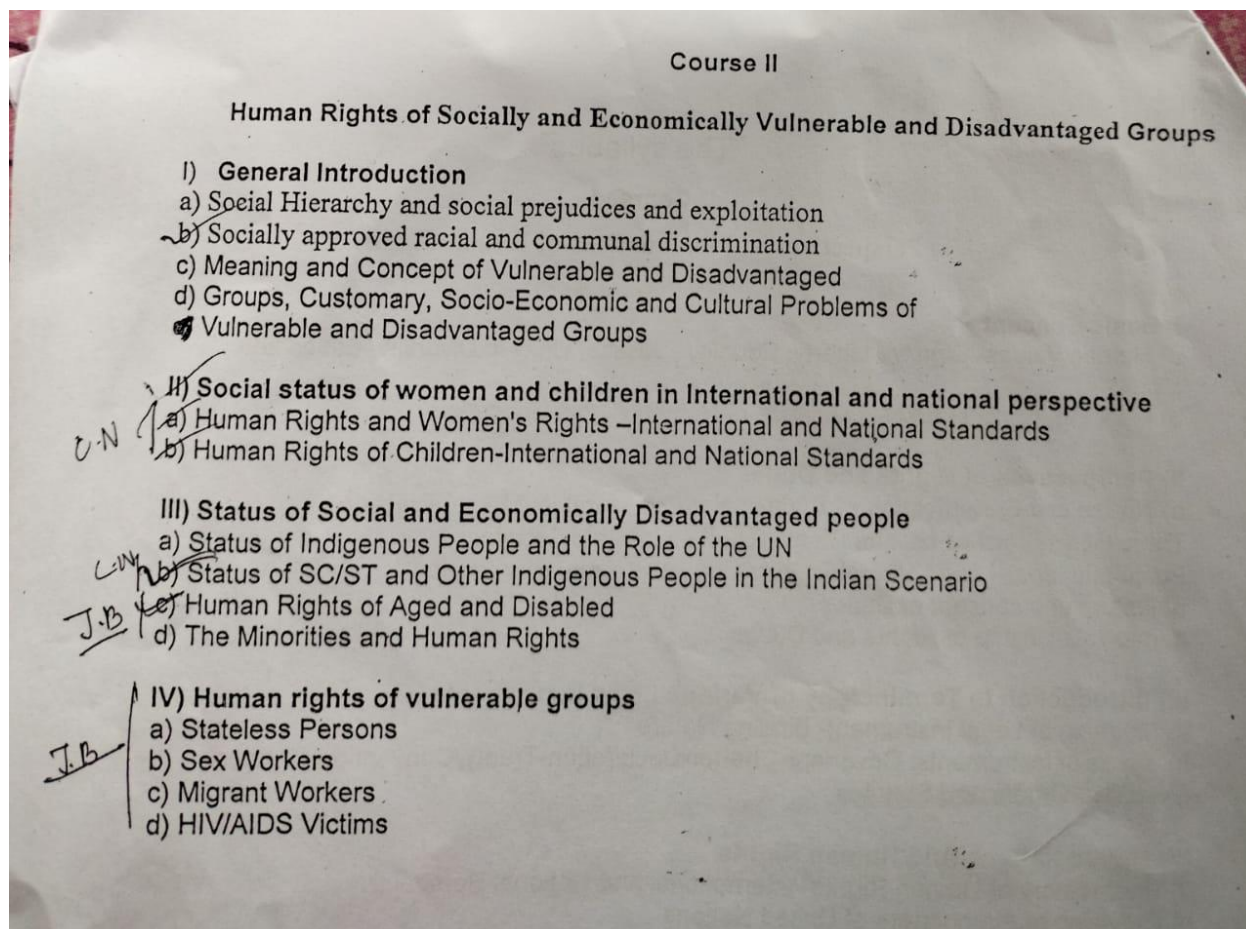 Course II
Human Rights of Socially and Economically Vulnerable and Disadvantaged Groups
I) General Introduction
a) Social Hierarchy and social prejudices and exploitation
b) Socially approved racial and communal discrimination
c) Meaning and Concept of Vulnerable and Disadvantaged
d) Groups, Customary, Socio-Economic and Cultural Problems of
Vulnerable and Disadvantaged Groups
II) Social status of women and children in International and national perspective
a) Human Rights and Women's Rights –International and National Standards
U.N
b) Human Rights of Children-International and National Standards
III) Status of Social and Economically Disadvantaged people
a) Status of Indigenous People and the Role of the UN
b) Status of SC/ST and Other Indigenous People in the Indian Scenario
c) Human Rights of Aged and Disabled
J.B
d) The Minorities and Human Rights
IV) Human rights of vulnerable groups
a) Stateless Persons
J.B
b) Sex Workers
c) Migrant Workers
d) HIV/AIDS Victims